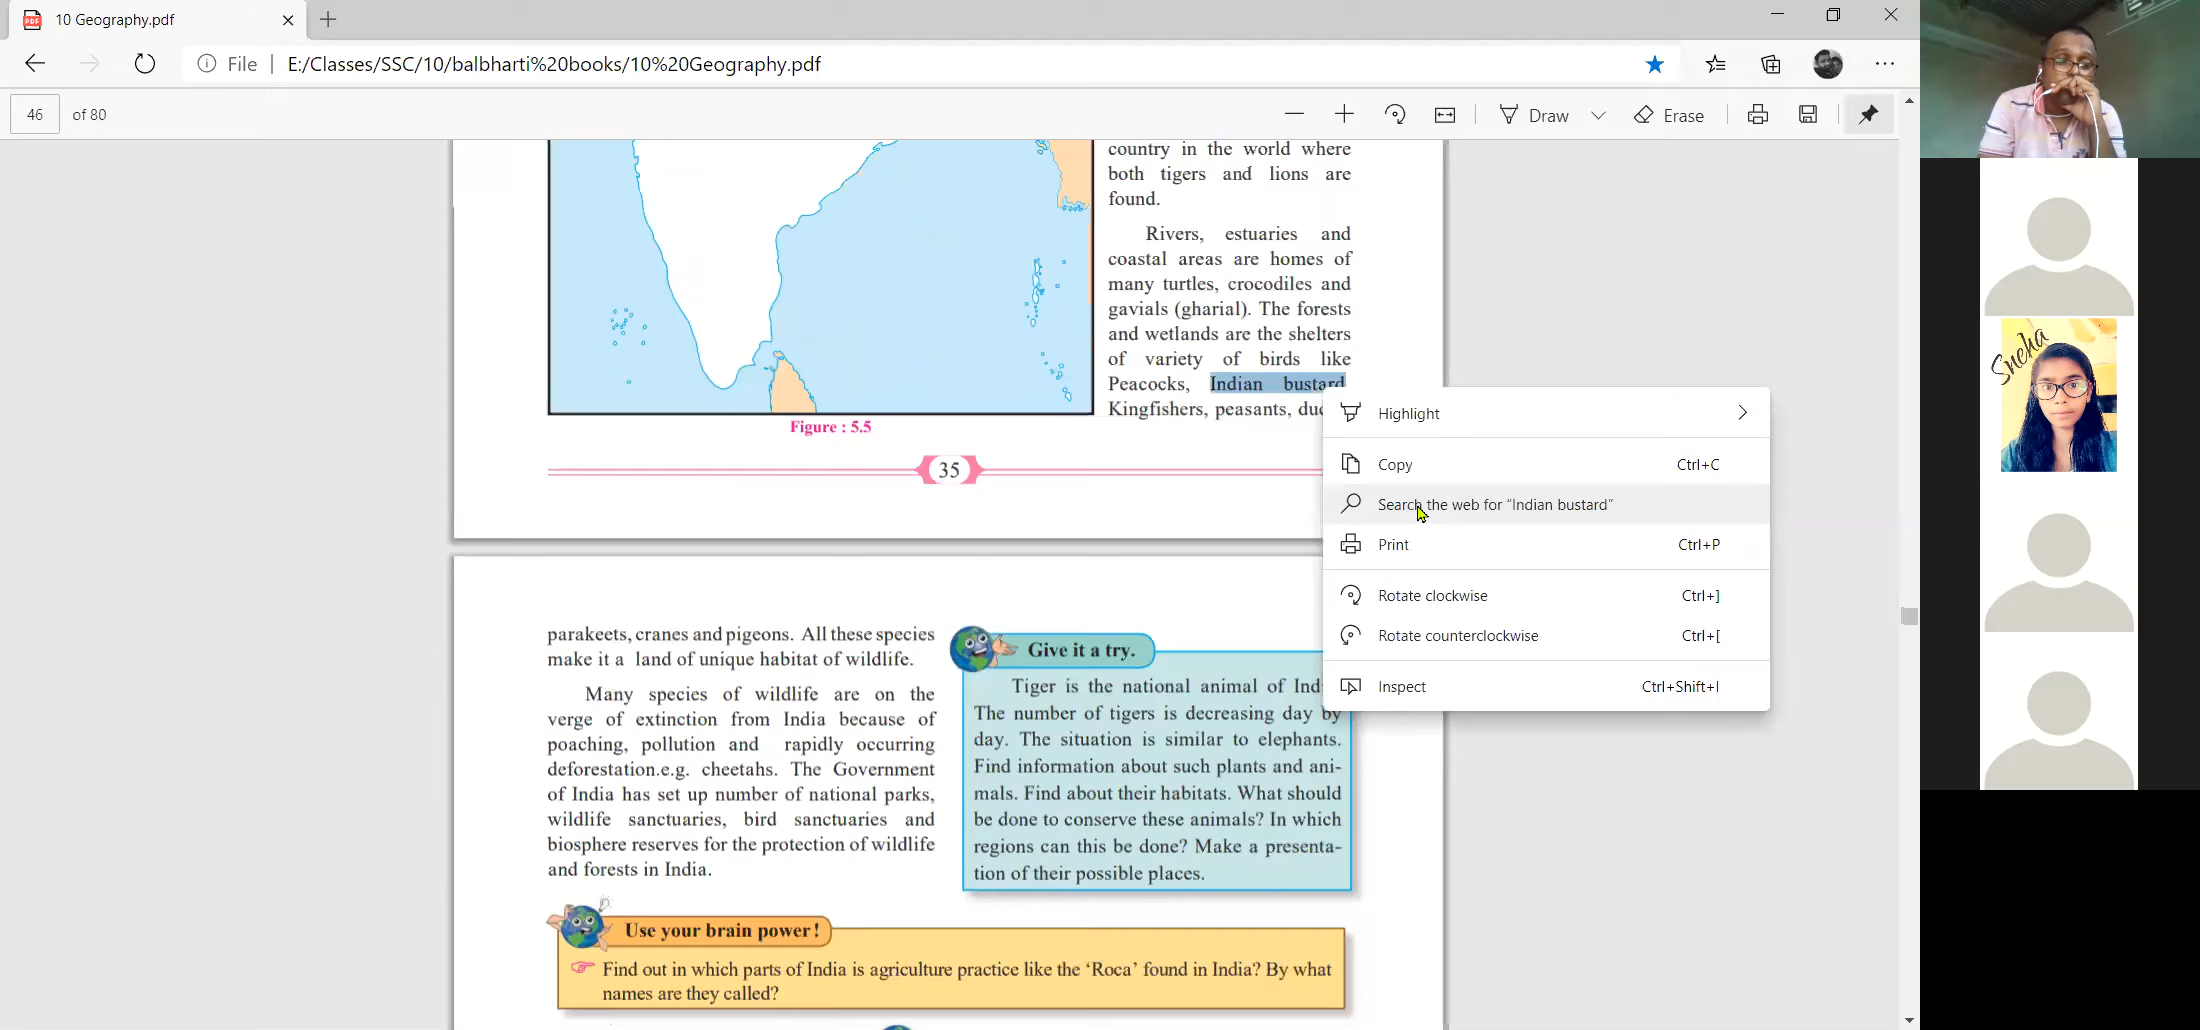 10 Geography.pdf
File
E:/Classes/SSC/10/balbharti%20books/10%20Geography.pdf
46 of 80
Draw
Erase
country in the world where
both tigers and lions are
found.
Rivers, estuaries and
coastal areas are homes of
many turtles, crocodiles and
gavials (gharial). The forests
and wetlands are the shelters
of variety of birds like
Peacocks, Indian bustard
Kingfishers, peasants,
Figure : 5.5
35
Highlight
Copy Ctrl+C
Search the web for “Indian bustard”
Print Ctrl+P
Rotate clockwise Ctrl+]
Rotate counterclockwise Ctrl+[
Inspect Ctrl+Shift+I
parakeets, cranes and pigeons. All these species
make it a land of unique habitat of wildlife.
Many species of wildlife are on the
verge of extinction from India because of
poaching, pollution and rapidly occurring
deforestation.e.g. cheetahs. The Government
of India has set up number of national parks,
wildlife sanctuaries, bird sanctuaries and
biosphere reserves for the protection of wildlife
and forests in India.
Give it a try.
Tiger is the national animal of
The number of tigers is decreasing day by
day. The situation is similar to elephants.
Find information about such plants and ani-
mals. Find about their habitats. What should
be done to conserve these animals? In which
regions can this be done? Make a presenta-
tion of their possible places.
Use your brain power !
Find out in which parts of India is agriculture practice like the ‘Roca’ found in India? By what
names are they called?
Sneha